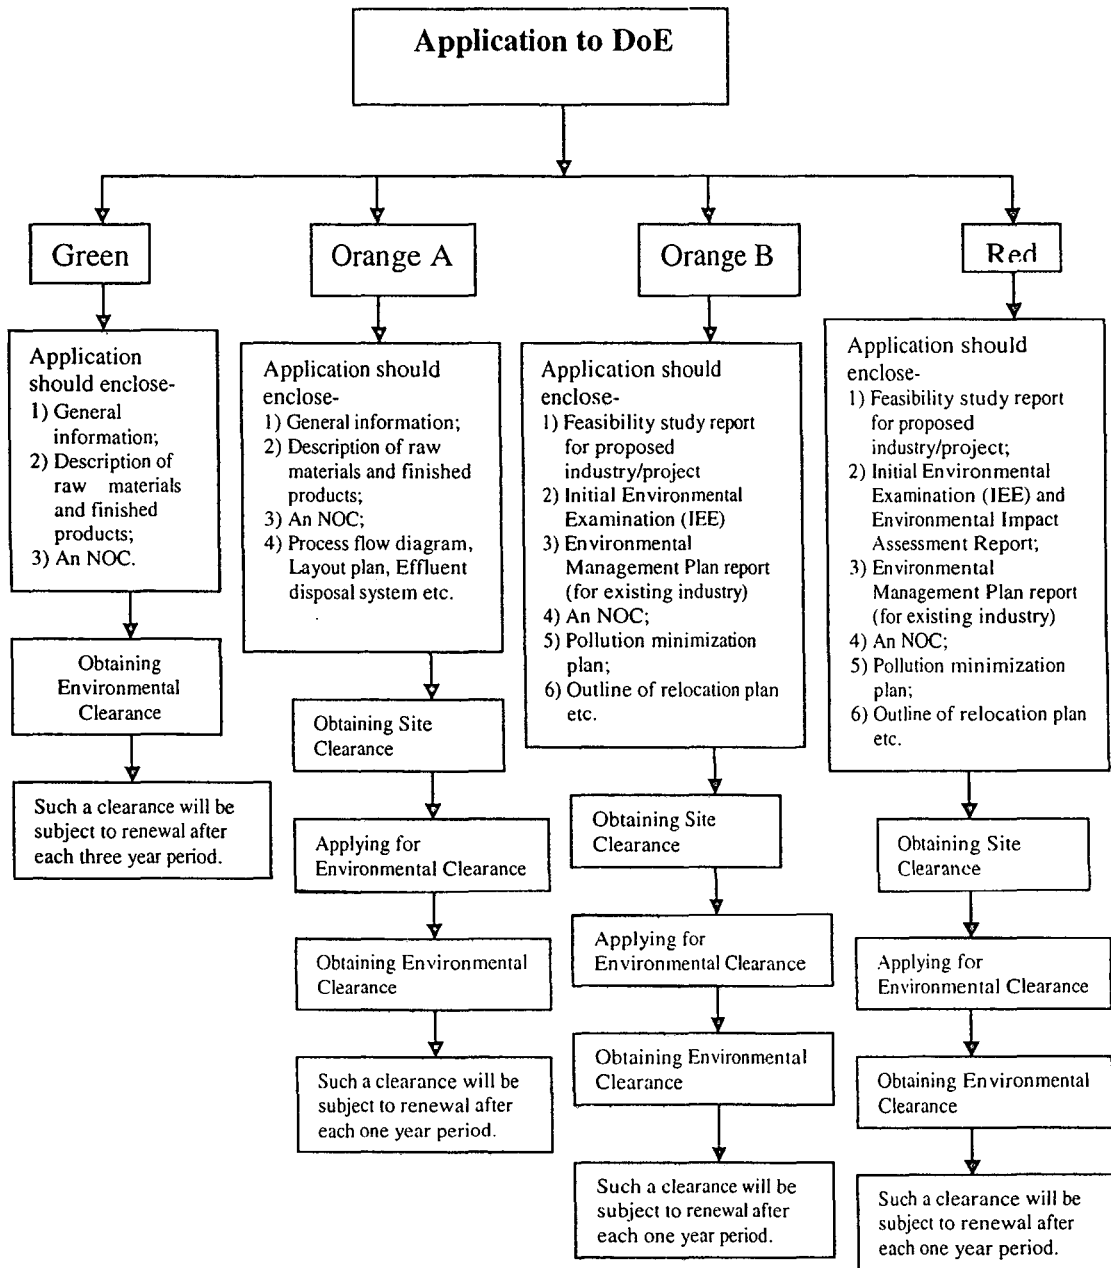 Application to DoE
Green
Orange A
Orange B
Red
Application
should enclose-
1) General
information;
2) Description of
raw materials
and finished
products;
3) An NOC.
Obtaining
Environmental
Clearance
Such a clearance will be
subject to renewal after
each three year period.
Application should
enclose-
1) General information;
2) Description of raw
materials and finished
products;
3) An NOC;
4) Process flow diagram,
Layout plan, Effluent
disposal system etc.
Obtaining Site
Clearance
Applying for
Environmental Clearance
Obtaining Environmental
Clearance
Such a clearance will be
subject to renewal after
each one year period.
Application should
enclose-
1) Feasibility study report
for proposed
industry/project
2) Initial Environmental
Examination (IEE)
3) Environmental
Management Plan report
(for existing industry)
4) An NOC;
5) Pollution minimization
plan;
6) Outline of relocation plan
etc.
Obtaining Site
Clearance
Applying for
Environmental Clearance
Obtaining Environmental
Clearance
Such a clearance will be
subject to renewal after
each one year period.
Application should
enclose-
1) Feasibility study report
for proposed
industry/project;
2) Initial Environmental
Examination (IEE) and
Environmental Impact
Assessment Report;
3) Environmental
Management Plan report
(for existing industry)
4) An NOC;
5) Pollution minimization
plan;
6) Outline of relocation plan
etc.
Obtaining Site
Clearance
Applying for
Environmental Clearance
Obtaining Environmental
Clearance
Such a clearance will be
subject to renewal after
each one year period.